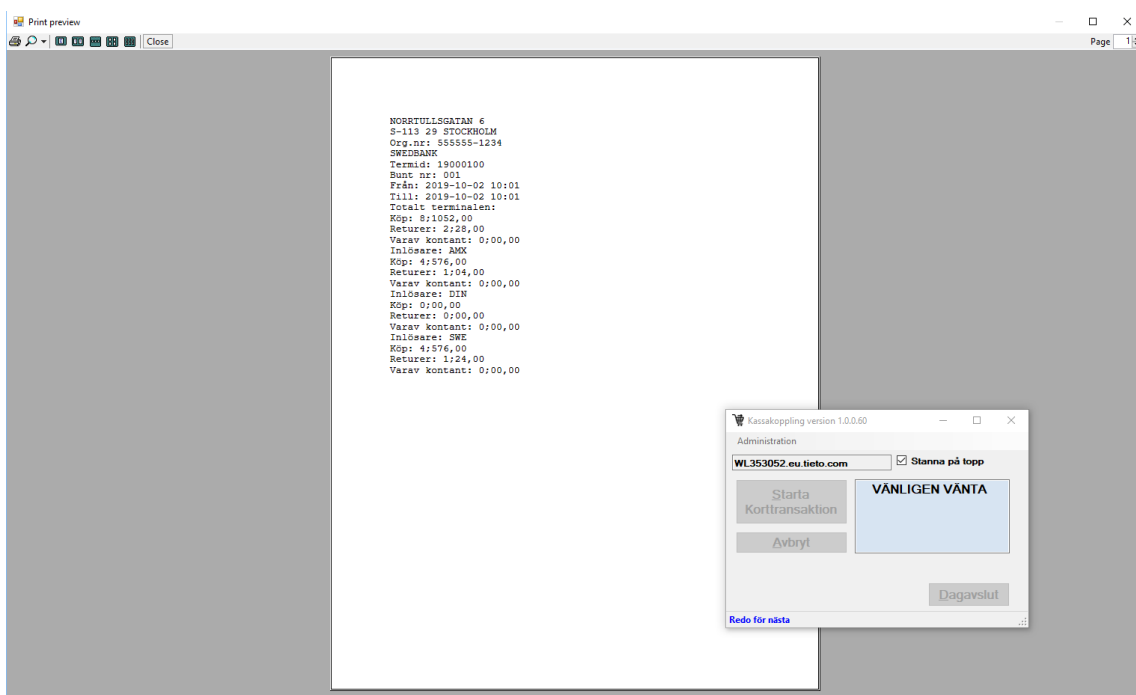 Print preview
Close
Page 1
NORRTULLSGATAN 6
S-113 29 STOCKHOLM
Org.nr: 555555-1234
SWEDBANK
Termid: 19000100
Bunt nr: 001
Från: 2019-10-02 10:01
Till: 2019-10-02 10:01
Totalt terminalen:
Köp: 8;1052,00
Returer: 2;28,00
Varav kontant: 0;00,00
Inlösare: AMX
Köp: 4;576,00
Returer: 1;04,00
Varav kontant: 0;00,00
Inlösare: DIN
Köp: 0;00,00
Returer: 0;00,00
Varav kontant: 0;00,00
Inlösare: SWE
Köp: 4;576,00
Returer: 1;24,00
Varav kontant: 0;00,00
Kassakoppling version 1.0.0.60
Administration
WL353052.eu.tieto.com
Stanna på topp
Starta
Korttransaktion
VÄNLIGEN VÄNTA
Avbryt
Dagavslut
Redo för nästa